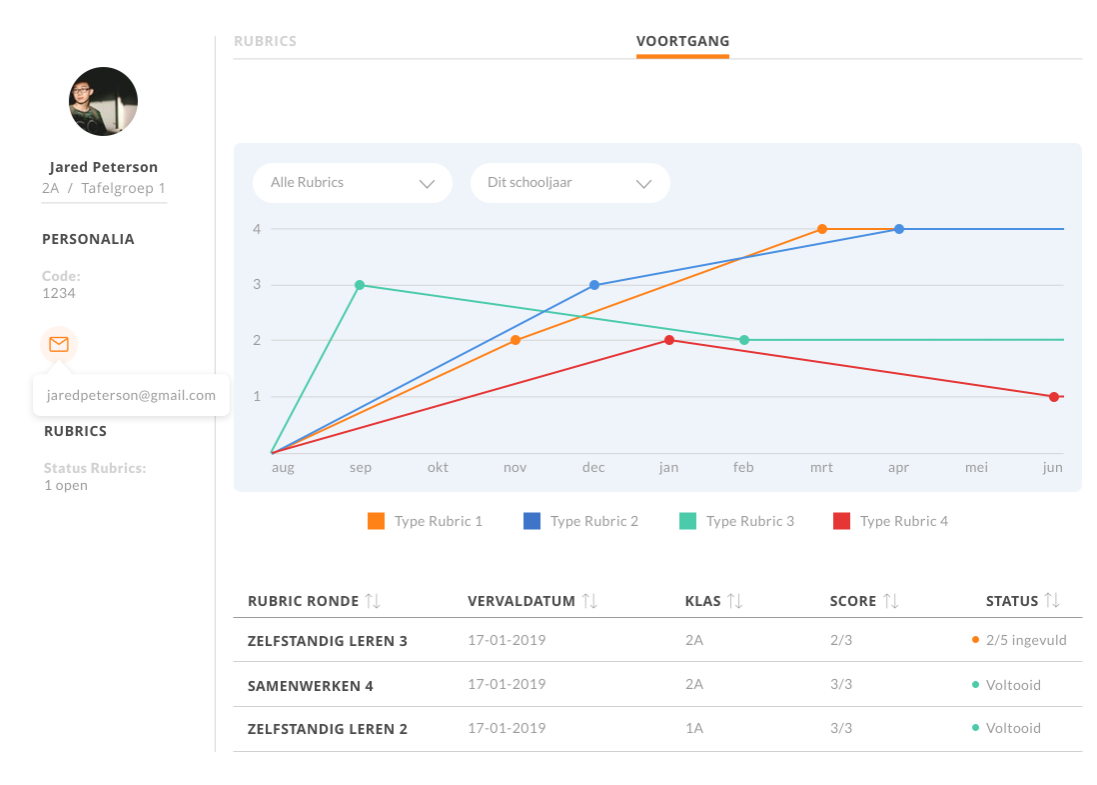 RUBRICS
VOORTGANG
Jared Peterson
2A / Tafelgroep 1
PERSONALIA
Code:
1234
jaredpeterson@gmail.com
RUBRICS
Status Rubrics:
1 open
Alle Rubrics
Dit schooljaar
4
3
2
1
aug sep okt nov dec jan feb mrt apr mei jun
Type Rubric 1 Type Rubric 2 Type Rubric 3 Type Rubric 4
RUBRIC RONDE VERVALDATUM KLAS SCORE STATUS
ZELFSTANDIG LEREN 3 17-01-2019 2A 2/3 2/5 ingevuld
SAMENWERKEN 4 17-01-2019 2A 3/3 Voltooid
ZELFSTANDIG LEREN 2 17-01-2019 1A 3/3 Voltooid